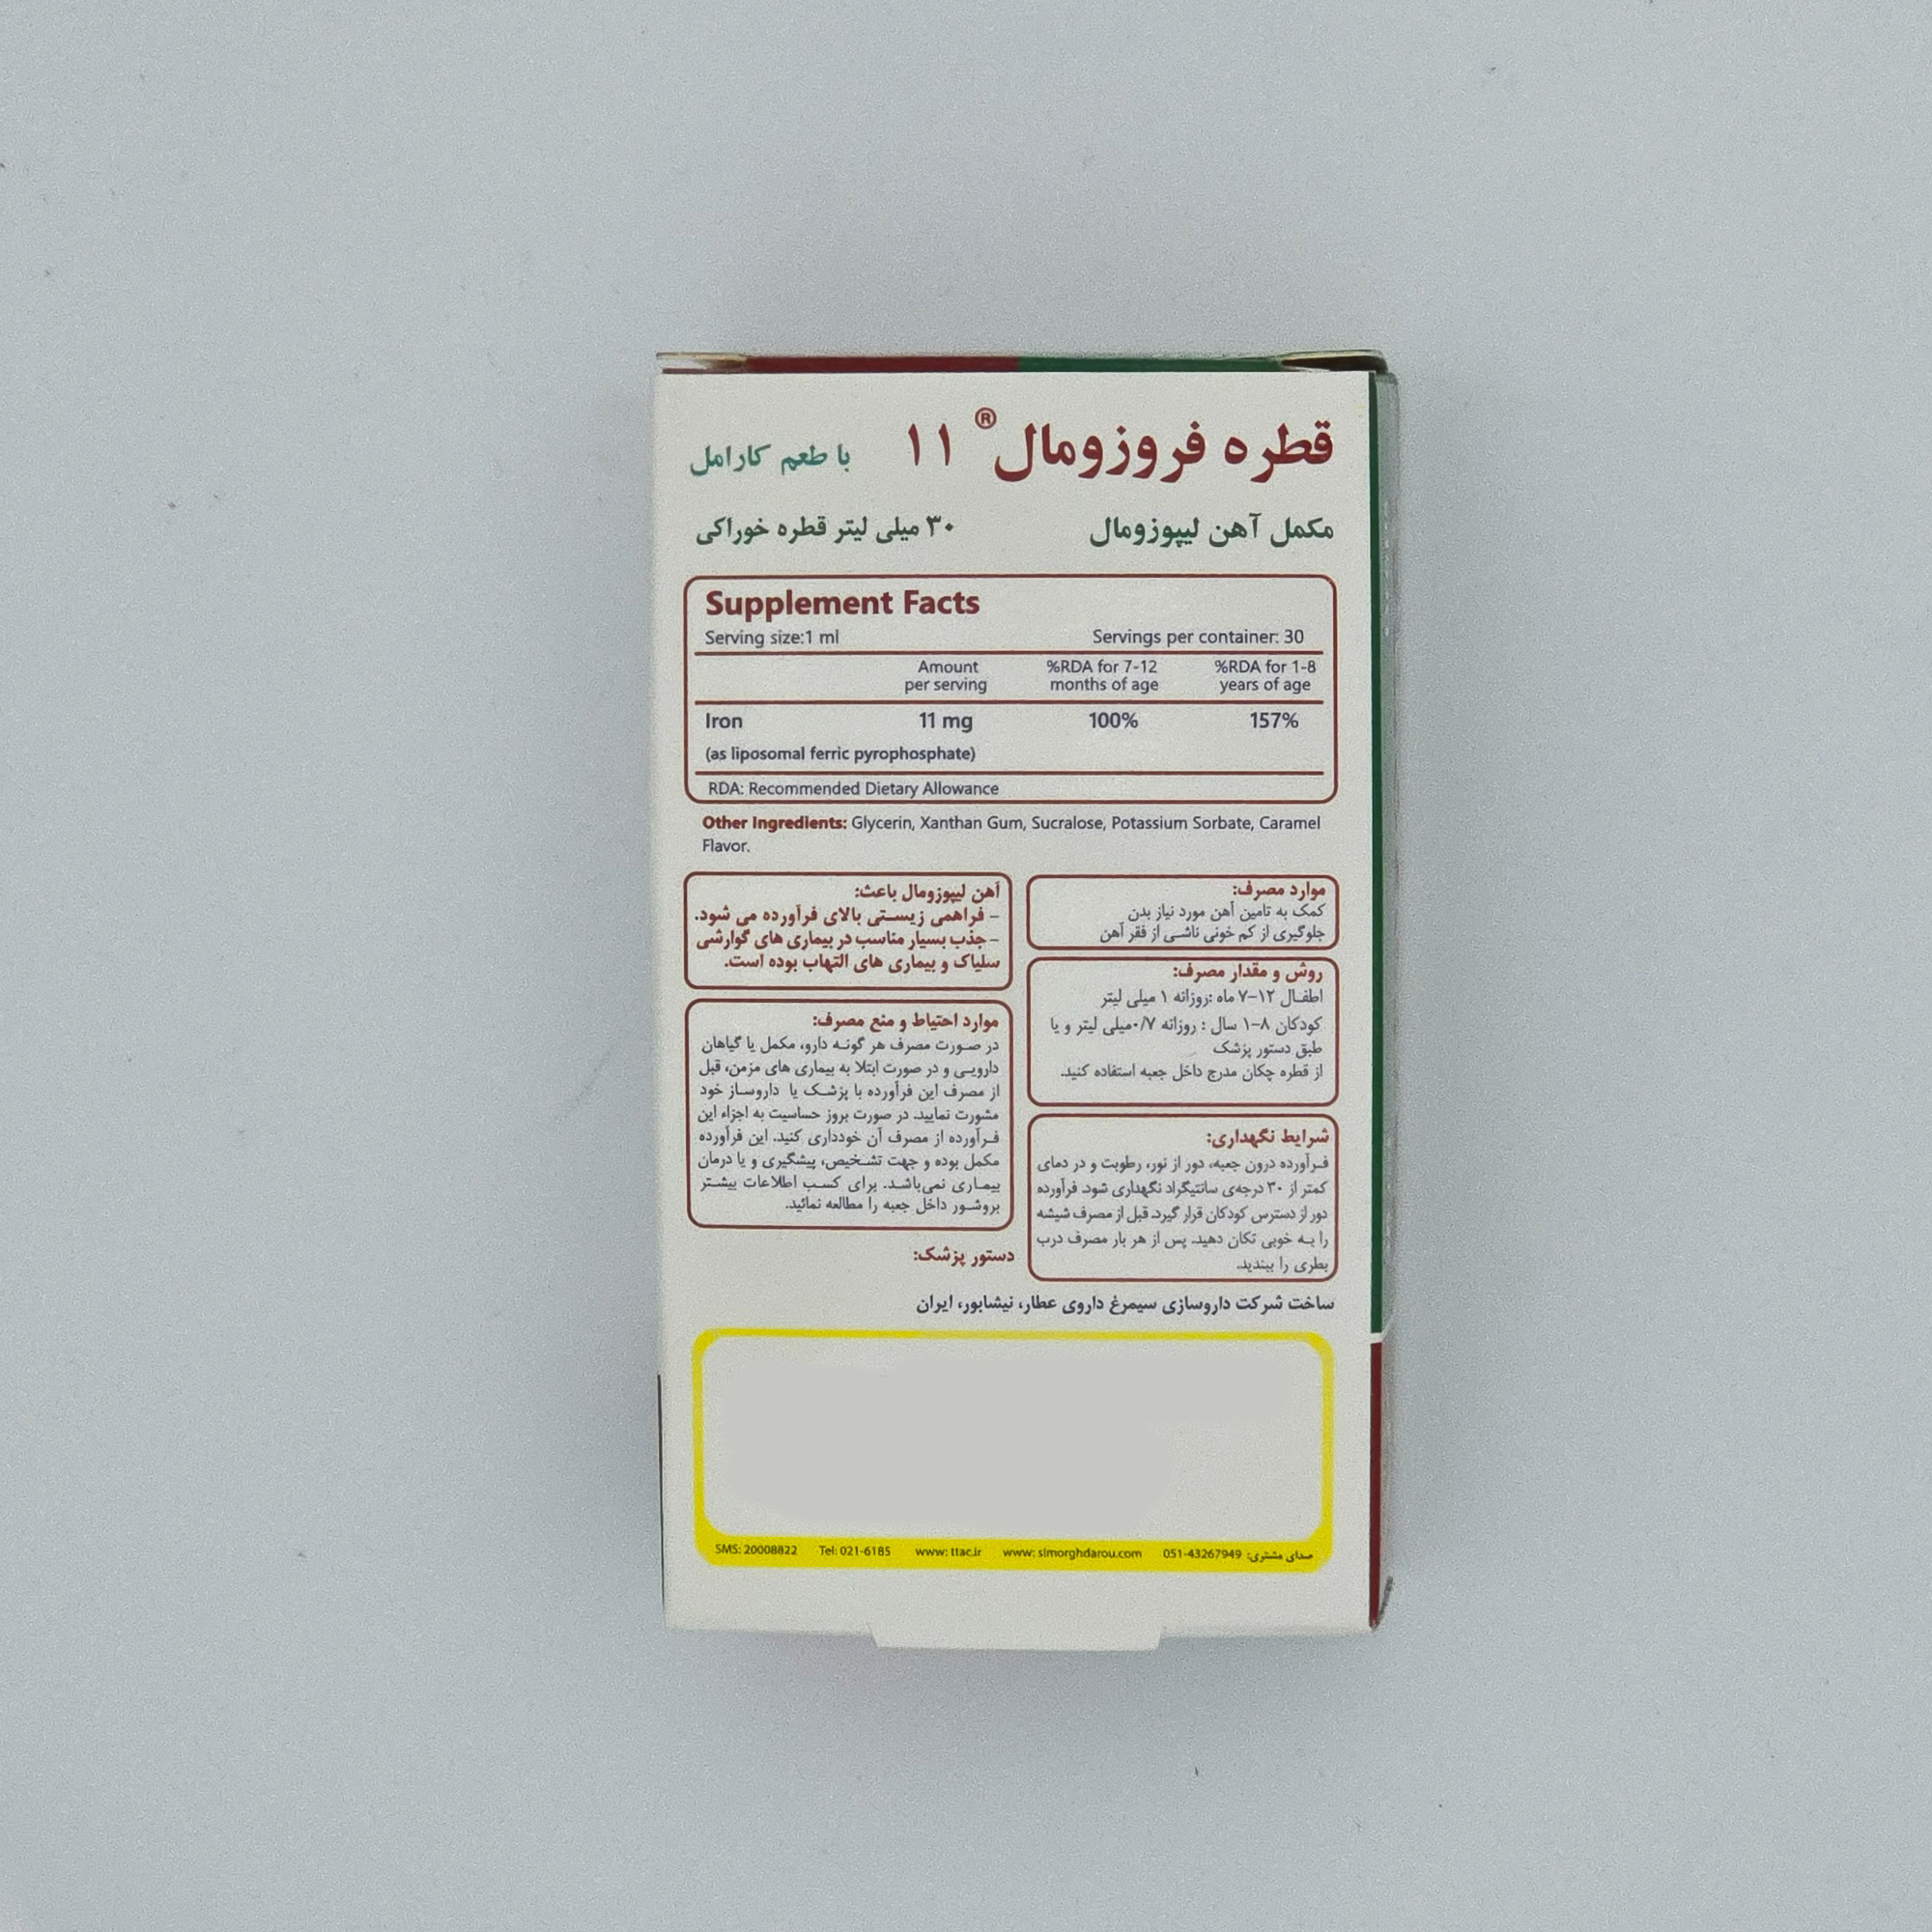 قطره فروزومال® ۱۱ با طعم کارامل
مکمل آهن لیپوزومال ۳۰ میلی لیتر قطره خوراکی
Supplement Facts
Serving size:1 ml Servings per container: 30
Amount per serving %RDA for 7-12 months of age %RDA for 1-8 years of age
Iron 11 mg 100% 157%
(as liposomal ferric pyrophosphate)
RDA: Recommended Dietary Allowance
Other Ingredients: Glycerin, Xanthan Gum, Sucralose, Potassium Sorbate, Caramel
Flavor.
موارد مصرف:
کمک به تامین آهن مورد نیاز بدن
جلوگیری از کم خونی ناشی از فقر آهن
روش و مقدار مصرف:
اطفال ۱۲-۷ ماه :روزانه ۱ میلی لیتر
کودکان ۸-۱ سال : روزانه ۰/۷میلی لیتر و یا
طبق دستور پزشک
از قطره چکان مدرج داخل جعبه استفاده کنید.
شرایط نگهداری:
فرآورده درون جعبه، دور از نور، رطوبت و در دمای
کمتر از ۳۰ درجه‌ی سانتیگراد نگهداری شود. فرآورده
دور از دسترس کودکان قرار گیرد. قبل از مصرف شیشه
را به خوبی تکان دهید. پس از هر بار مصرف درب
بطری را ببندید.
آهن لیپوزومال باعث:
- فراهمی زیستی بالای فرآورده می شود.
- جذب بسیار مناسب در بیماری های گوارشی
سلیاک و بیماری های التهاب بوده است.
موارد احتیاط و منع مصرف:
در صورت مصرف هر گونه دارو، مکمل یا گیاهان
دارویی و در صورت ابتلا به بیماری های مزمن، قبل
از مصرف این فرآورده با پزشک یا داروساز خود
مشورت نمایید. در صورت بروز حساسیت به اجزاء این
فرآورده از مصرف آن خودداری کنید. این فرآورده
مکمل بوده و جهت تشخیص، پیشگیری و یا درمان
بیماری نمی‌باشد. برای کسب اطلاعات بیشتر
بروشور داخل جعبه را مطالعه نمائید.
دستور پزشک:
ساخت شرکت داروسازی سیمرغ داروی عطار، نیشابور، ایران
SMS: 20008822 Tel: 021-6185 www: ttac.ir www: simorghdarou.com صدای مشتری: 051-43267949